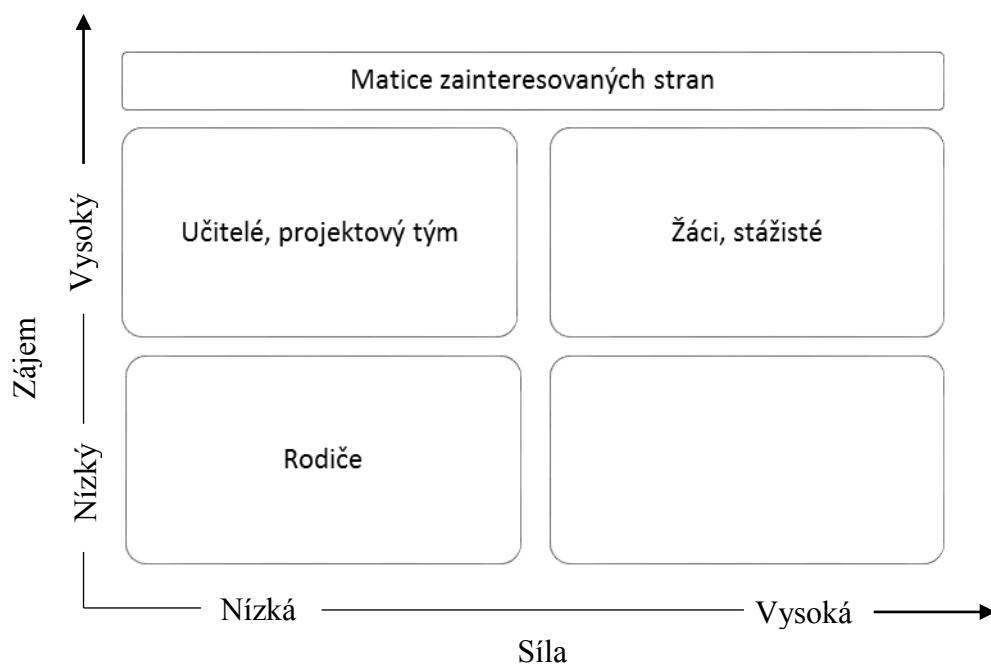 Matice zainteresovaných stran
Vysoký
Učitelé, projektový tým
Žáci, stážisté
Zájem
Nízký
Rodiče
Nízká
Vysoká
Síla